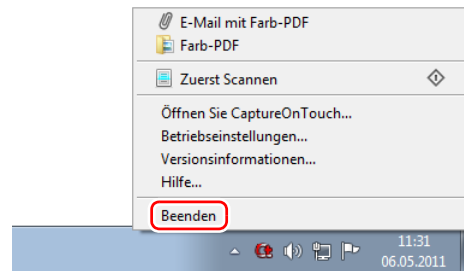 E-Mail mit Farb-PDF
Farb-PDF
Zuerst Scannen
Öffnen Sie CaptureOnTouch...
Betriebseinstellungen...
Versionsinformationen...
Hilfe...
Beenden
11:31
06.05.2011